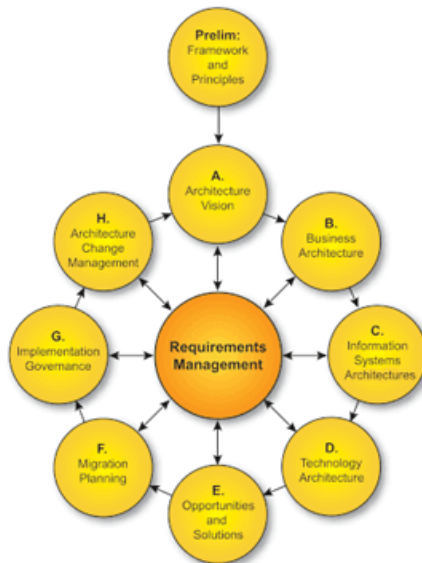 Prelim:
Framework
and
Principles
A.
Architecture
Vision
B.
Business
Architecture
C.
Information
Systems
Architectures
D.
Technology
Architecture
E.
Opportunities
and
Solutions
F.
Migration
Planning
G.
Implementation
Governance
H.
Architecture
Change
Management
Requirements
Management